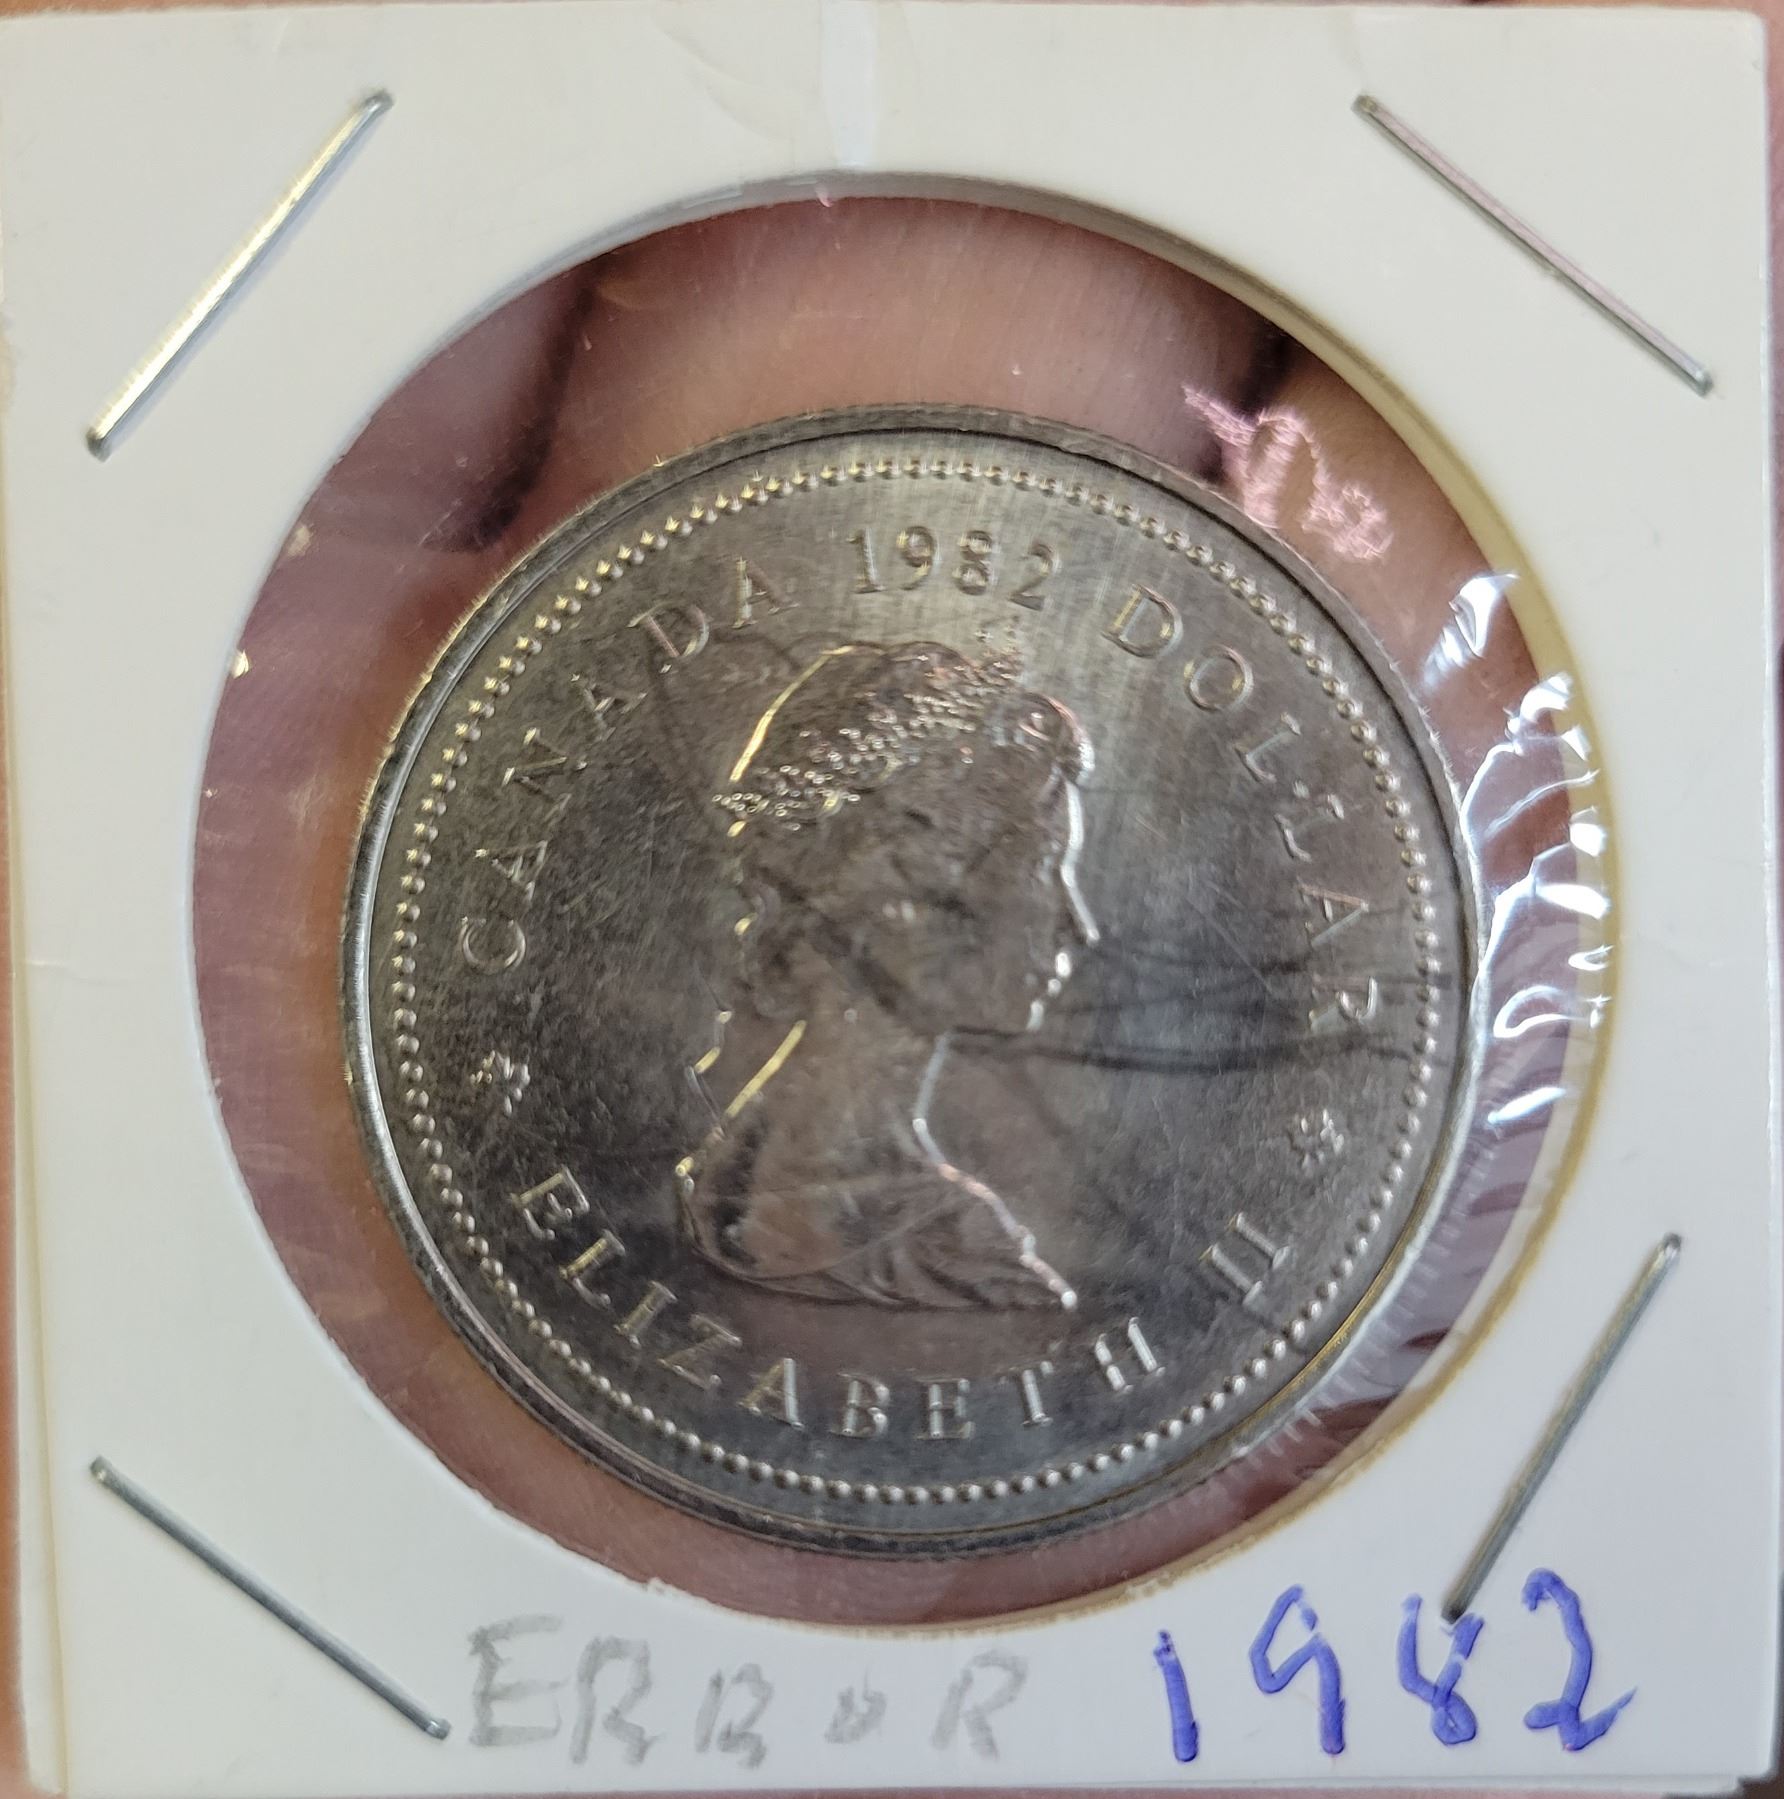 CANADA 1982 DOLLAR
ELIZABETH II
ERROR 1982